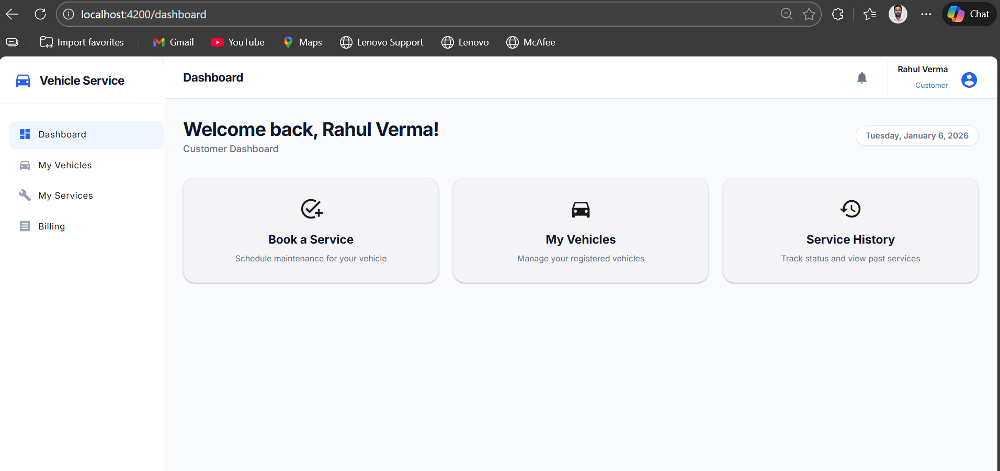 localhost:4200/dashboard
Chat
Import favorites
Gmail
YouTube
Maps
Lenovo Support
Lenovo
McAfee
Vehicle Service
Dashboard
My Vehicles
My Services
Billing
Dashboard
Rahul Verma
Customer
Welcome back, Rahul Verma!
Customer Dashboard
Tuesday, January 6, 2026
Book a Service
Schedule maintenance for your vehicle
My Vehicles
Manage your registered vehicles
Service History
Track status and view past services